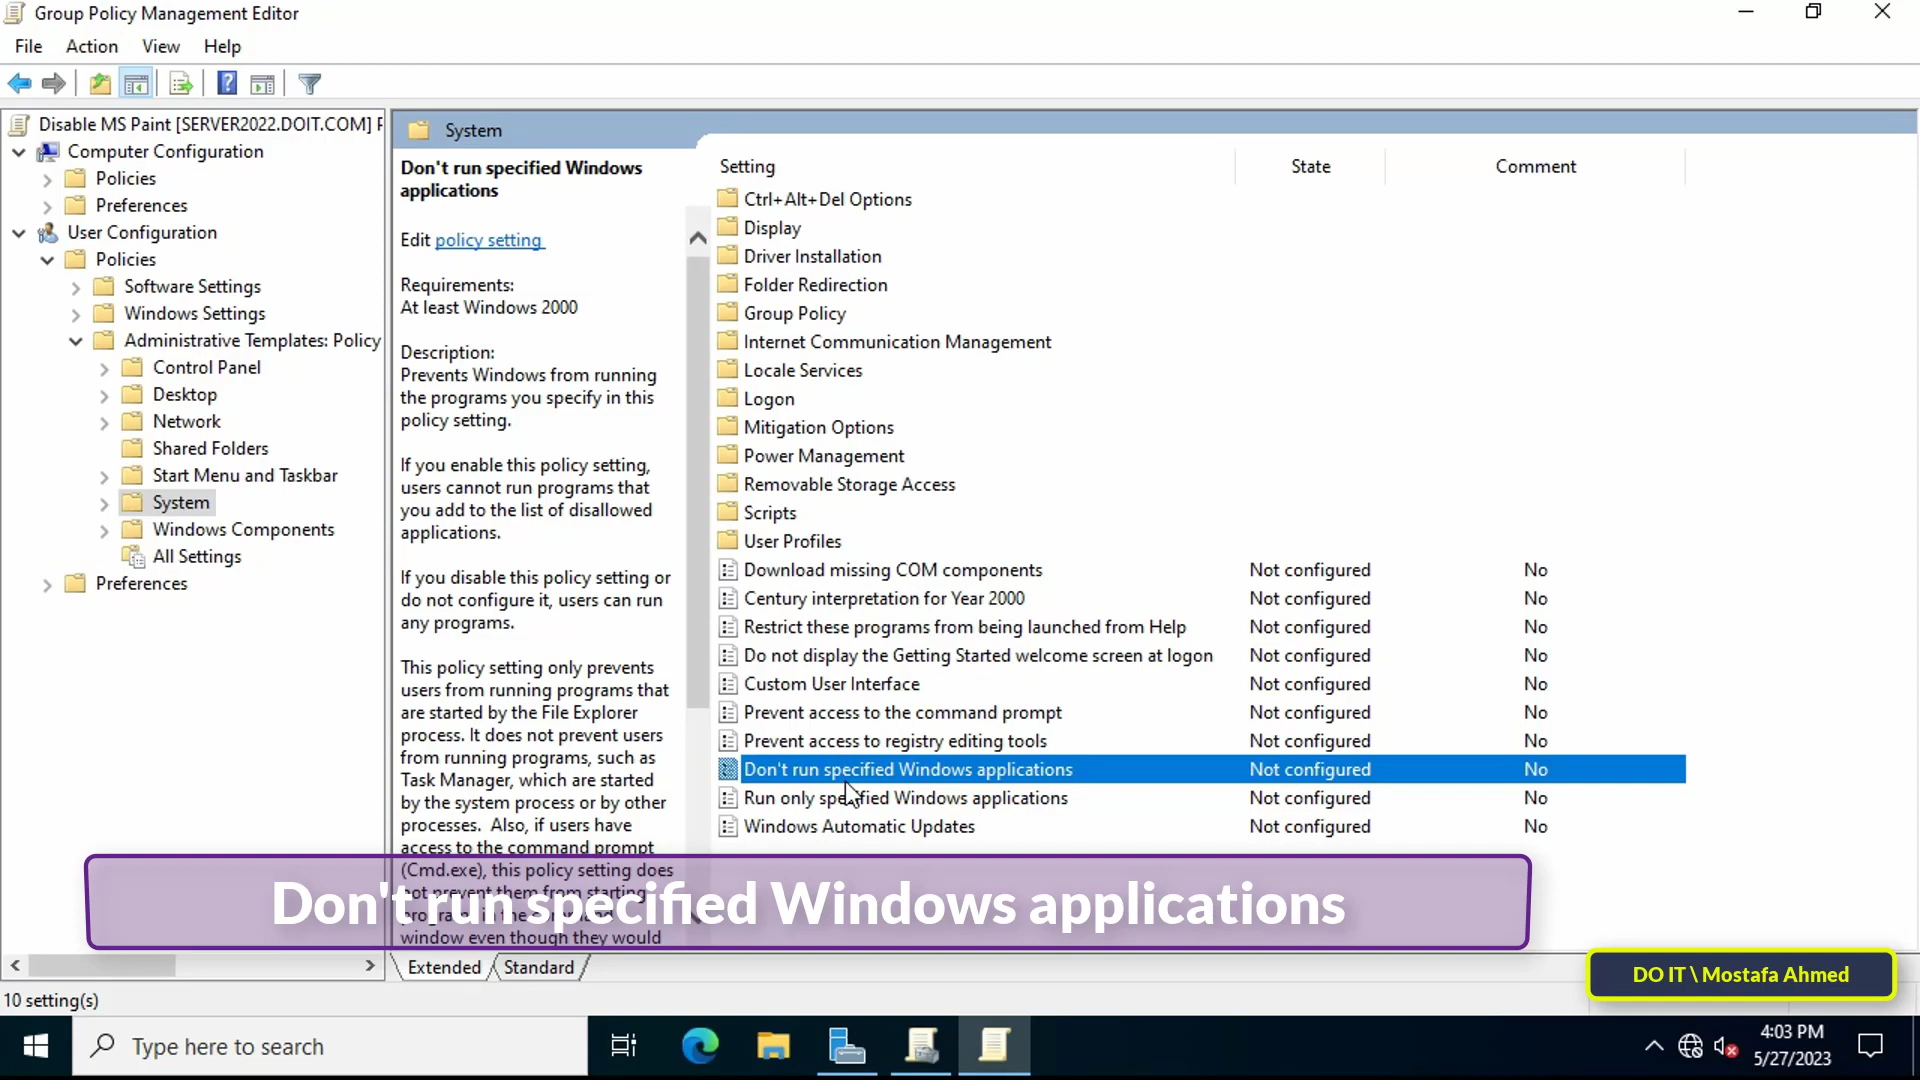 Group Policy Management Editor
File Action View Help
Disable MS Paint [SERVER2022.DOIT.COM] P
Computer Configuration
Policies
Preferences
User Configuration
Policies
Software Settings
Windows Settings
Administrative Templates: Policy
Control Panel
Desktop
Network
Shared Folders
Start Menu and Taskbar
System
Windows Components
All Settings
Preferences
System
Don't run specified Windows
applications
Edit policy setting
Requirements:
At least Windows 2000
Description:
Prevents Windows from running
the programs you specify in this
policy setting.
If you enable this policy setting,
users cannot run programs that
you add to the list of disallowed
applications.
If you disable this policy setting or
do not configure it, users can run
any programs.
This policy setting only prevents
users from running programs that
are started by the File Explorer
process. It does not prevent users
from running programs, such as
Task Manager, which are started
by the system process or by other
processes. Also, if users have
access to the command prompt
(Cmd.exe), this policy setting does
not prevent them from starting
window even though they would
Setting State Comment
Ctrl+Alt+Del Options
Display
Driver Installation
Folder Redirection
Group Policy
Internet Communication Management
Locale Services
Logon
Mitigation Options
Power Management
Removable Storage Access
Scripts
User Profiles
Download missing COM components Not configured No
Century interpretation for Year 2000 Not configured No
Restrict these programs from being launched from Help Not configured No
Do not display the Getting Started welcome screen at logon Not configured No
Custom User Interface Not configured No
Prevent access to the command prompt Not configured No
Prevent access to registry editing tools Not configured No
Don't run specified Windows applications Not configured No
Run only specified Windows applications Not configured No
Windows Automatic Updates Not configured No
Don't run specified Windows applications
Extended Standard
DO IT \ Mostafa Ahmed
10 setting(s)
Type here to search
4:03 PM
5/27/2023